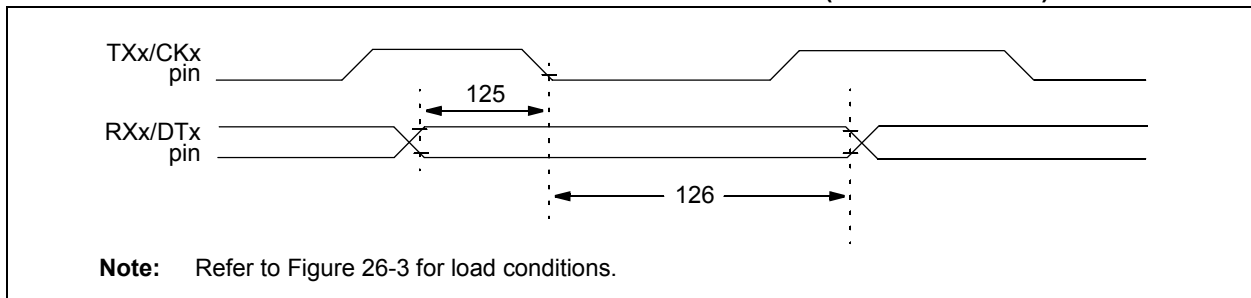 TXx/CKx
pin
125
RXx/DTx
pin
126
Note: Refer to Figure 26-3 for load conditions.